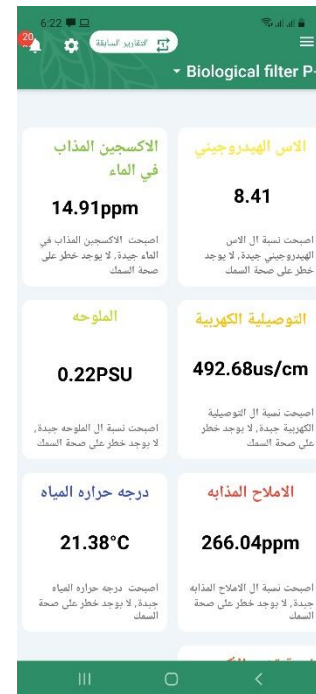 6:22
20
التقارير السابقة
Biological filter P-
الاس الهيدروجيني
8.41
اصبحت نسبة ال الاس
الهيدروجيني جيدة, لا يوجد
خطر على صحة السمك
الاكسجين المذاب
في الماء
14.91ppm
اصبحت الاكسجين المذاب في
الماء جيدة, لا يوجد خطر على
صحة السمك
التوصيلية الكهربية
492.68us/cm
اصبحت نسبة ال التوصيلية
الكهربية جيدة, لا يوجد خطر
على صحة السمك
الملوحه
0.22PSU
اصبحت نسبة ال الملوحه جيدة,
لا يوجد خطر على صحة السمك
الاملاح المذابه
266.04ppm
اصبحت نسبة ال الاملاح المذابه
جيدة, لا يوجد خطر على صحة
السمك
درجه حراره المياه
21.38°C
اصبحت درجه حراره المياه
جيدة, لا يوجد خطر على صحة
السمك